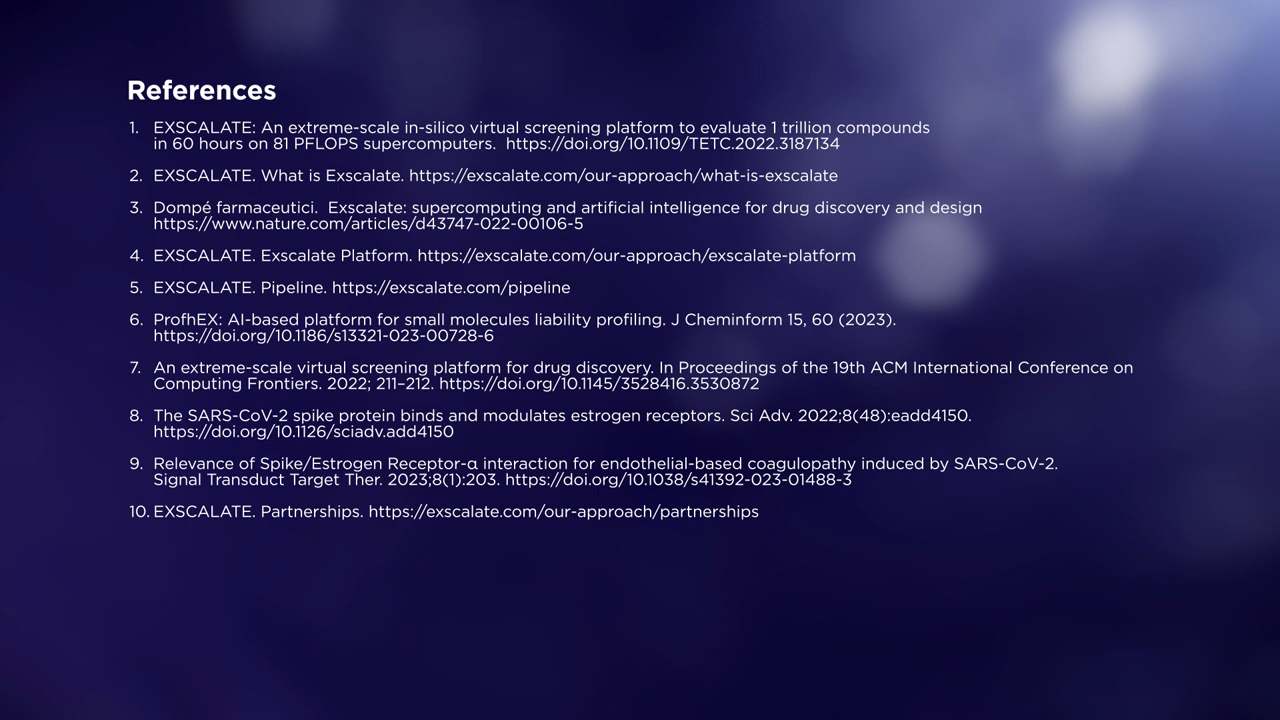 References
1. EXSCALATE: An extreme-scale in-silico virtual screening platform to evaluate 1 trillion compounds
in 60 hours on 81 PFLOPS supercomputers. https://doi.org/10.1109/TETC.2022.3187134
2. EXSCALATE. What is Exscalate. https://exscalate.com/our-approach/what-is-exscalate
3. Dompé farmaceutici. Exscalate: supercomputing and artificial intelligence for drug discovery and design
https://www.nature.com/articles/d43747-022-00106-5
4. EXSCALATE. Exscalate Platform. https://exscalate.com/our-approach/exscalate-platform
5. EXSCALATE. Pipeline. https://exscalate.com/pipeline
6. ProfhEX: AI-based platform for small molecules liability profiling. J Cheminform 15, 60 (2023).
https://doi.org/10.1186/s13321-023-00728-6
7. An extreme-scale virtual screening platform for drug discovery. In Proceedings of the 19th ACM International Conference on
Computing Frontiers. 2022; 211–212. https://doi.org/10.1145/3528416.3530872
8. The SARS-CoV-2 spike protein binds and modulates estrogen receptors. Sci Adv. 2022;8(48):eadd4150.
https://doi.org/10.1126/sciadv.add4150
9. Relevance of Spike/Estrogen Receptor-α interaction for endothelial-based coagulopathy induced by SARS-CoV-2.
Signal Transduct Target Ther. 2023;8(1):203. https://doi.org/10.1038/s41392-023-01488-3
10. EXSCALATE. Partnerships. https://exscalate.com/our-approach/partnerships